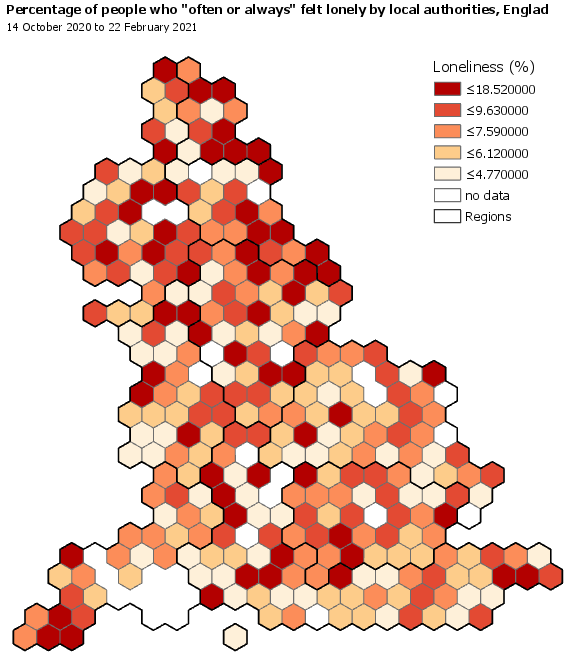 Percentage of people who "often or always" felt lonely by local authorities, Englad
14 October 2020 to 22 February 2021
Loneliness (%)
≤18.520000
≤9.630000
≤7.590000
≤6.120000
≤4.770000
no data
Regions